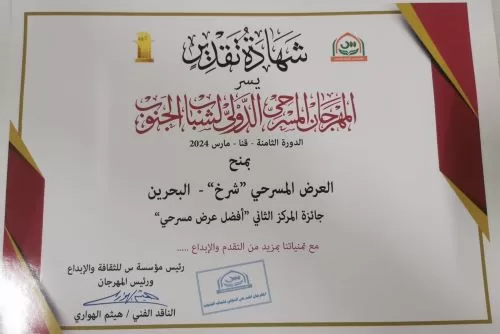 شهادة تقدير
يسر
المهرجان المسرحي الدولي لشباب الجنوب
الدورة الثامنة - قنا - مارس 2024
بمنح
العرض المسرحي "شرخ" - البحرين
جائزة المركز الثاني "أفضل عرض مسرحي"
مع تمنياتنا بمزيد من التقدم والإبداع .....
رئيس مؤسسة س للثقافة والإبداع
ورئيس المهرجان
الناقد الفني / هيثم الهواري